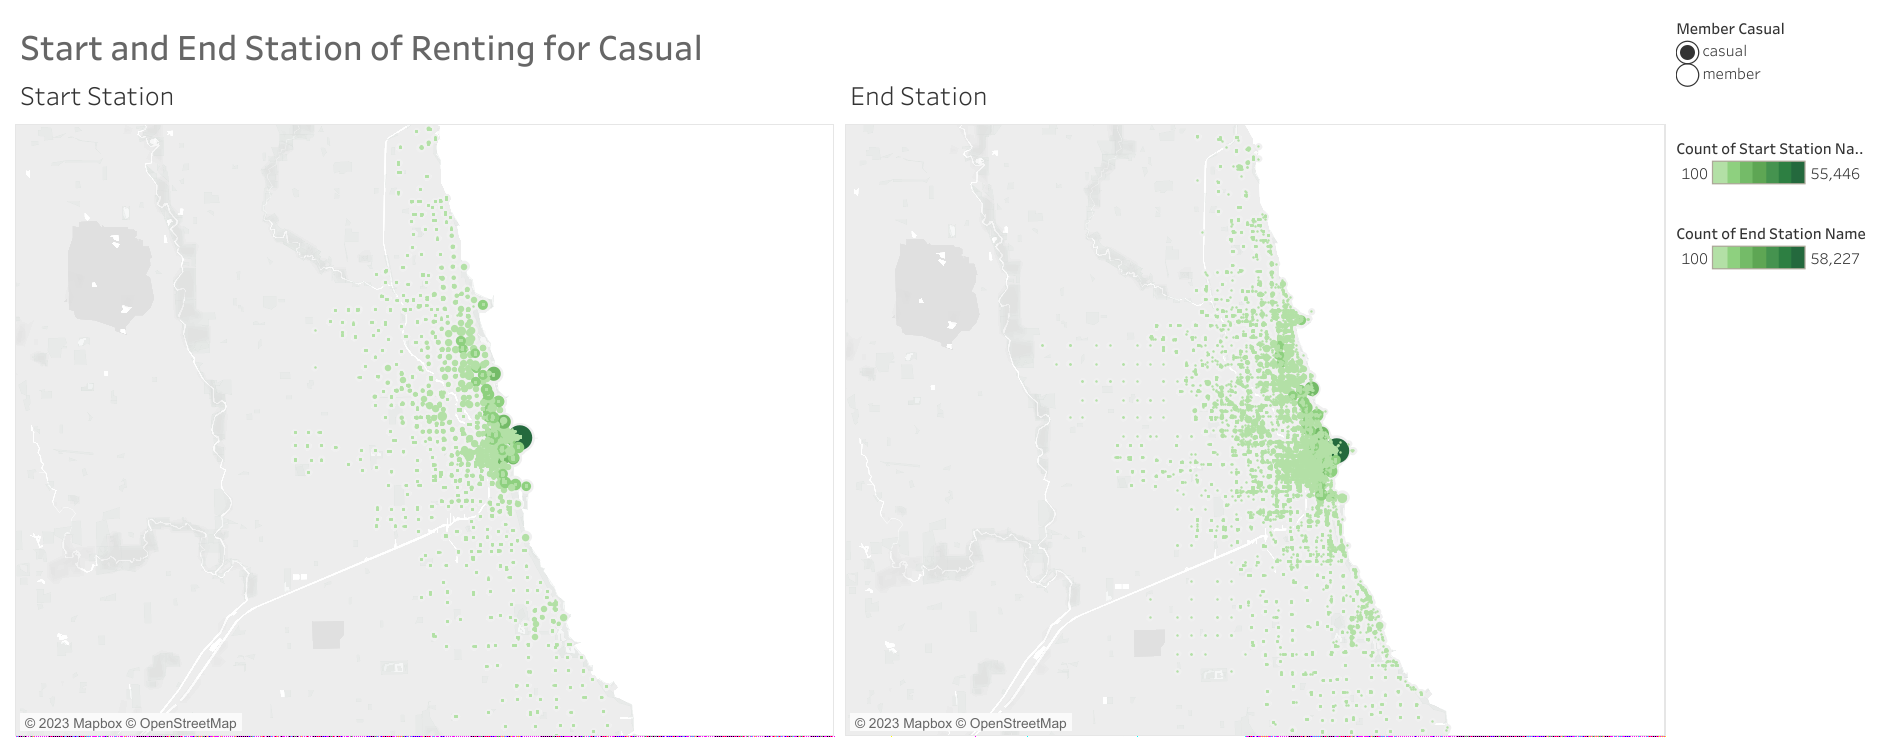 Start and End Station of Renting for Casual
Start Station
End Station
© 2023 Mapbox © OpenStreetMap
© 2023 Mapbox © OpenStreetMap
Member Casual
casual
member
Count of Start Station Na..
100 55,446
Count of End Station Name
100 58,227